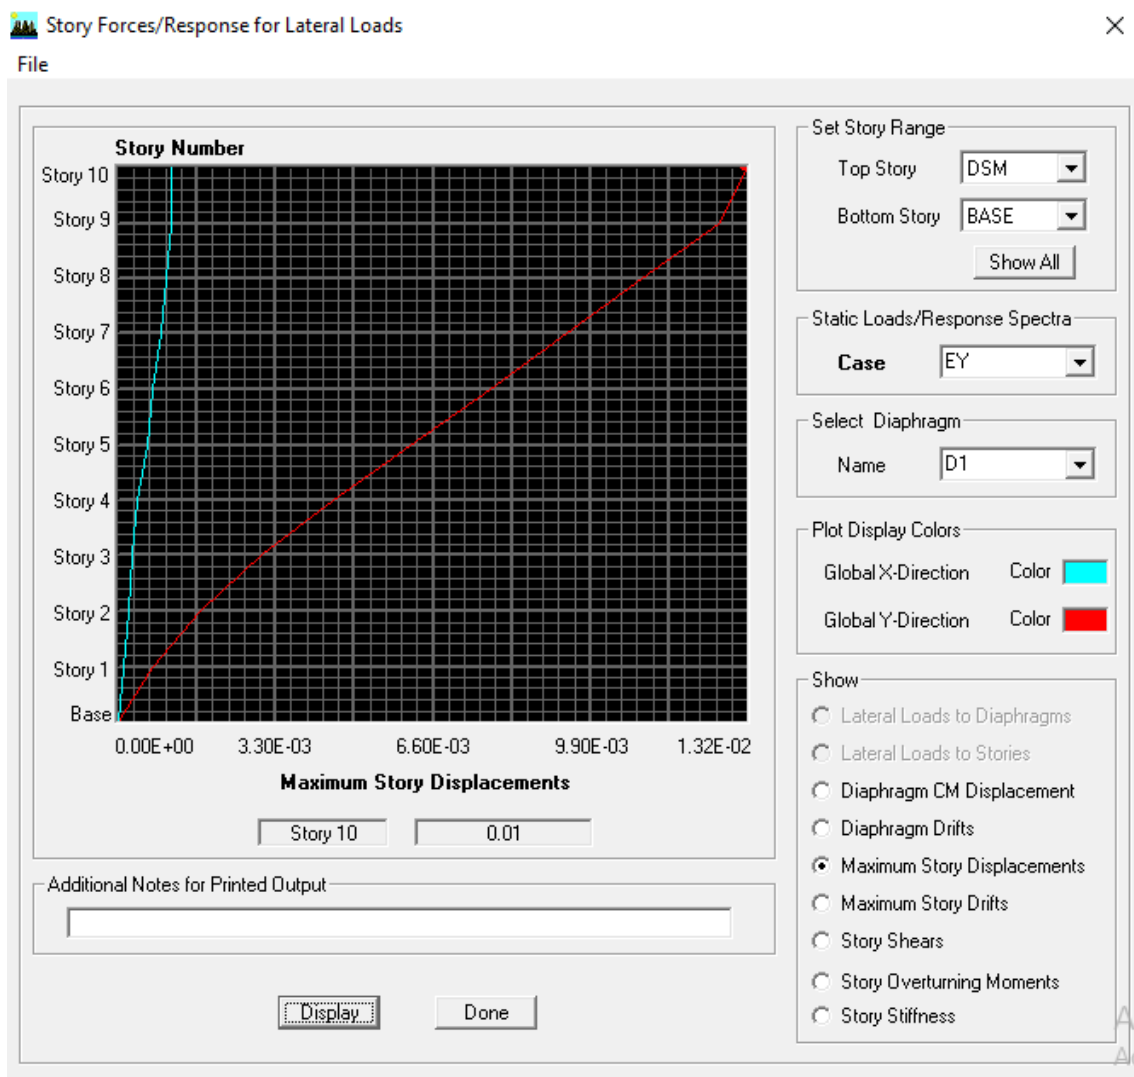 Story Forces/Response for Lateral Loads
File
Story Number
Story 10
Story 9
Story 8
Story 7
Story 6
Story 5
Story 4
Story 3
Story 2
Story 1
Base
0.00E+00 3.30E-03 6.60E-03 9.90E-03 1.32E-02
Maximum Story Displacements
Story 10 0.01
Additional Notes for Printed Output
Display Done
Set Story Range
Top Story DSM
Bottom Story BASE
Show All
Static Loads/Response Spectra
Case EY
Select Diaphragm
Name D1
Plot Display Colors
Global X-Direction Color
Global Y-Direction Color
Show
Lateral Loads to Diaphragms
Lateral Loads to Stories
Diaphragm CM Displacement
Diaphragm Drifts
Maximum Story Displacements
Maximum Story Drifts
Story Shears
Story Overturning Moments
Story Stiffness